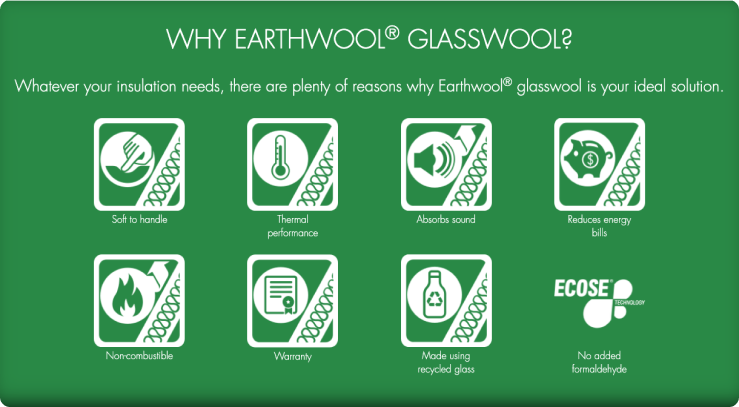 WHY EARTHWOOL® GLASSWOOL?
Whatever your insulation needs, there are plenty of reasons why Earthwool® glasswool is your ideal solution.
$
Soft to handle
Thermal
performance
Absorbs sound
Reduces energy
bills
ECOSE®
TECHNOLOGY
Non-combustible
Warranty
Made using
recycled glass
No added
formaldehyde